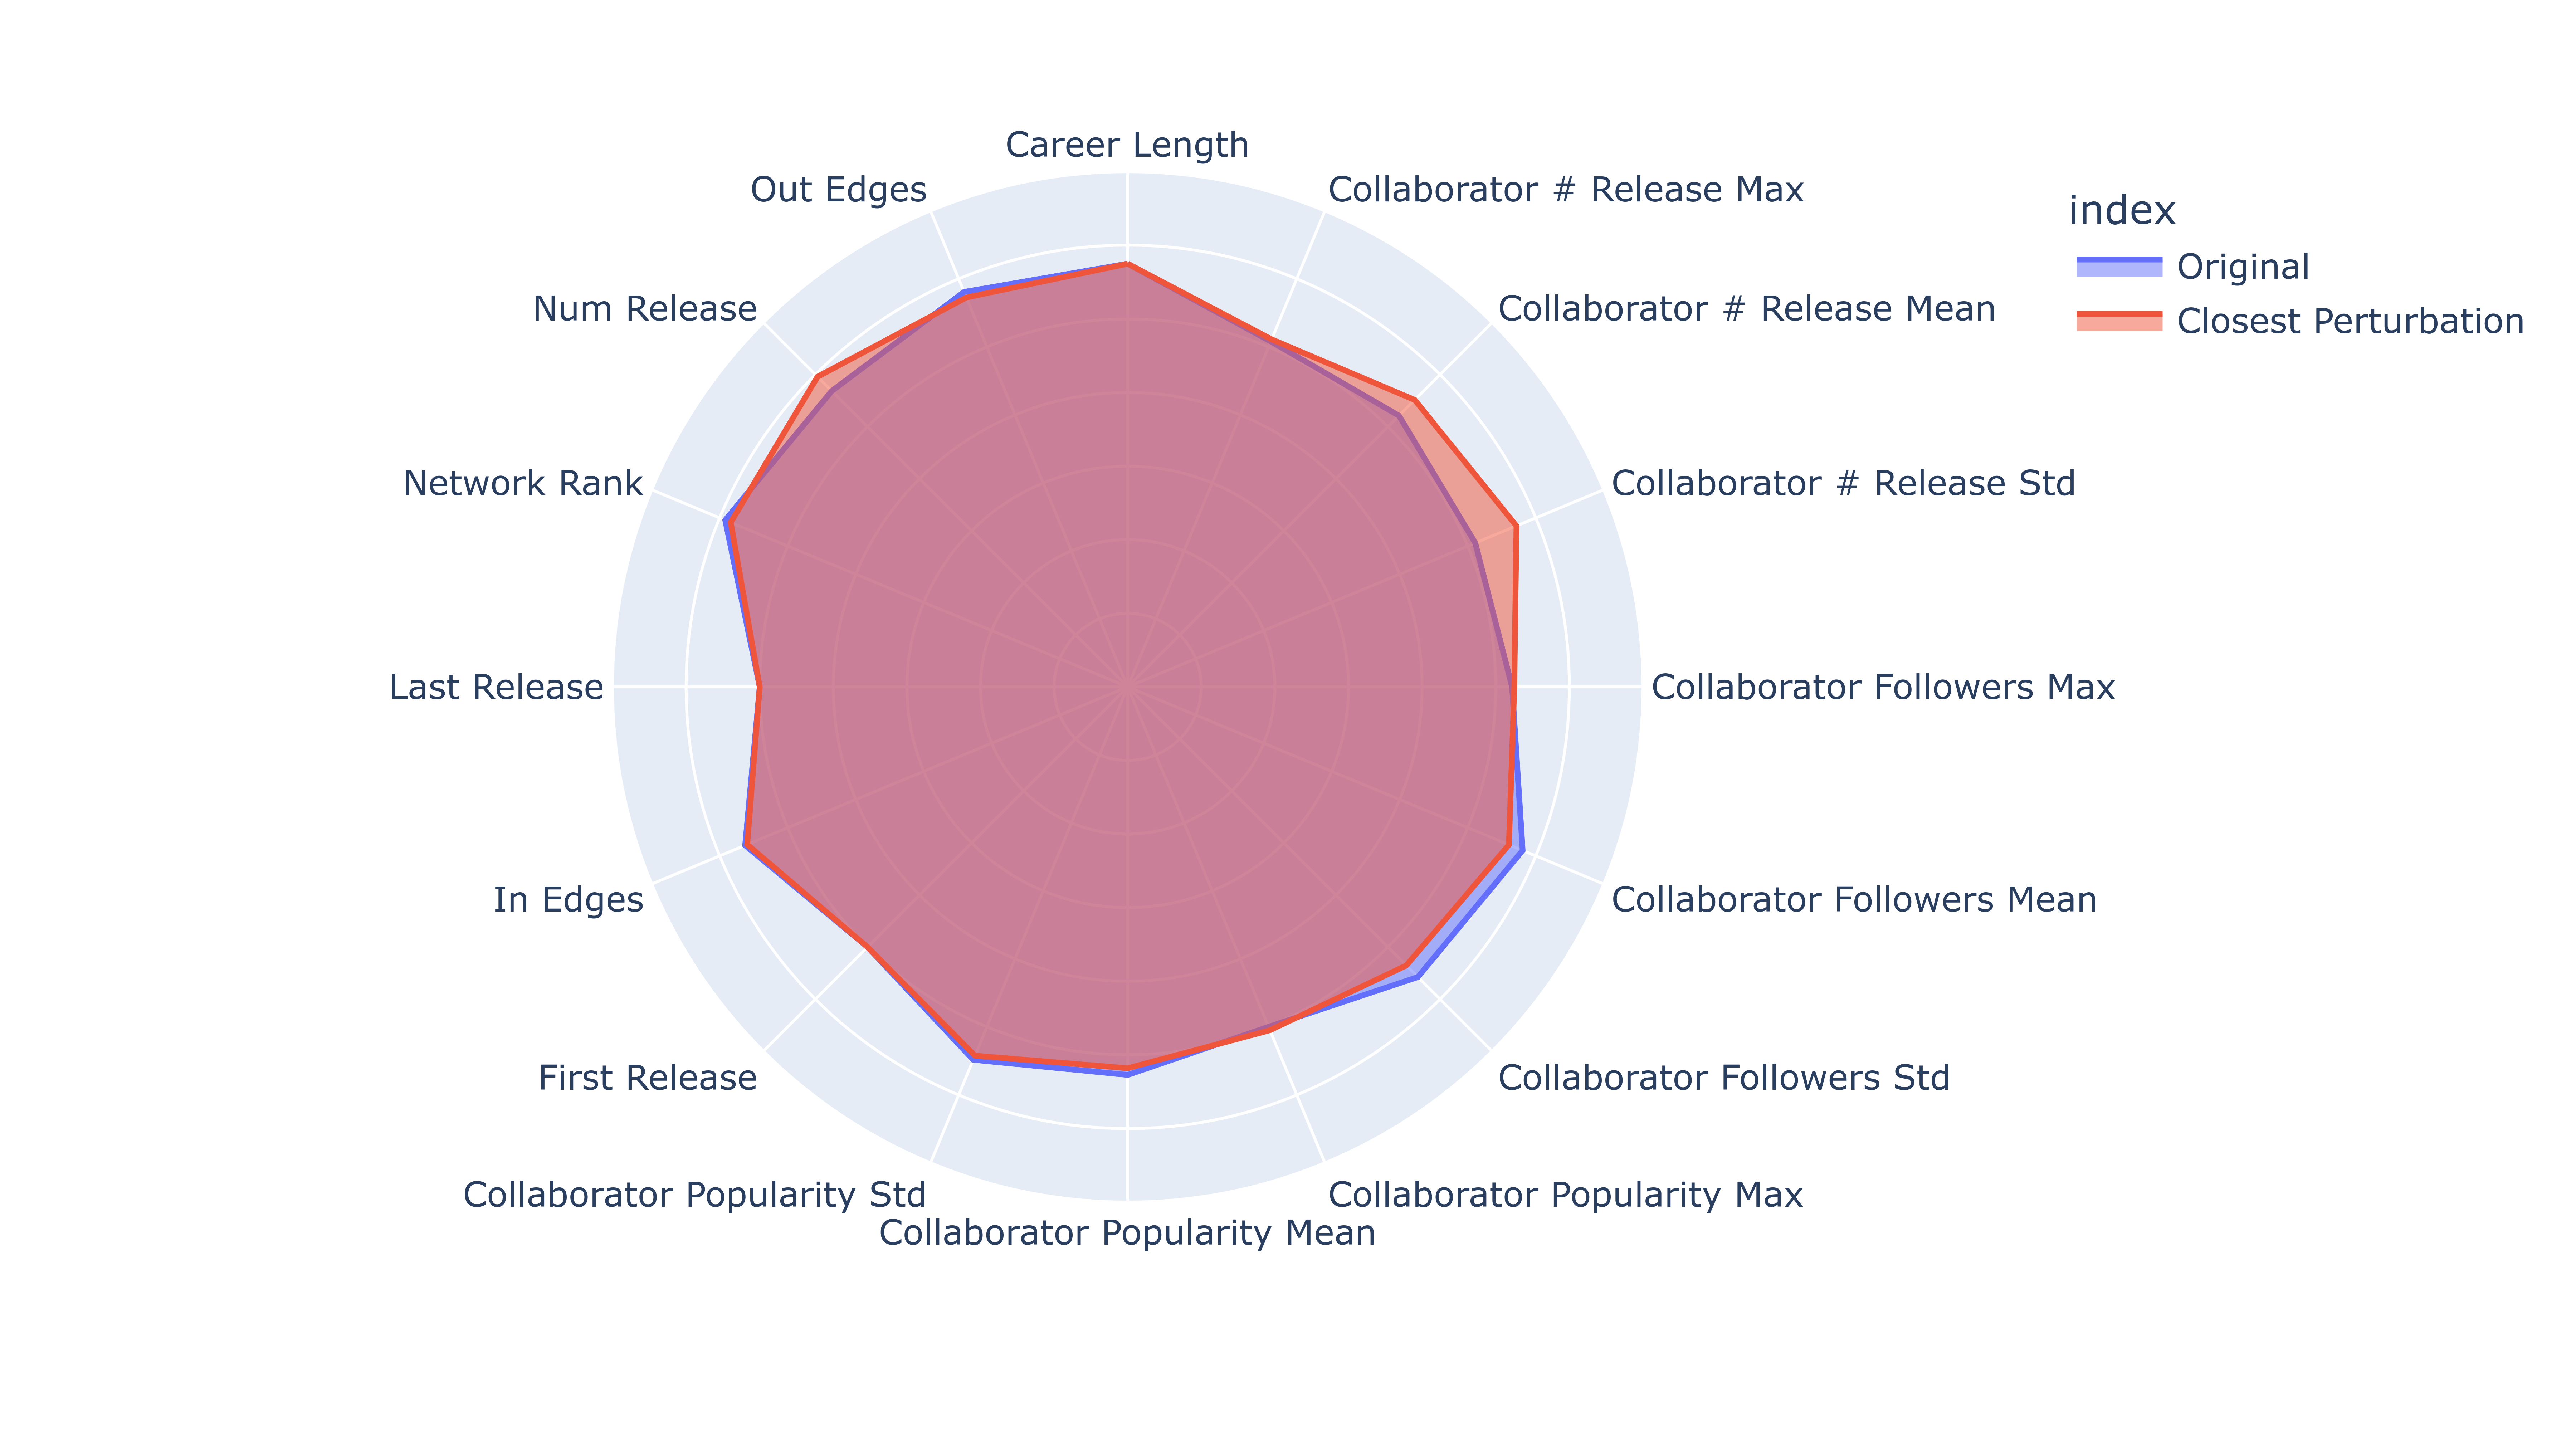 Career Length
Out Edges
Collaborator # Release Max
index
Original
Closest Perturbation
Num Release
Collaborator # Release Mean
Network Rank
Collaborator # Release Std
Last Release
Collaborator Followers Max
In Edges
Collaborator Followers Mean
First Release
Collaborator Followers Std
Collaborator Popularity Std
Collaborator Popularity Max
Collaborator Popularity Mean